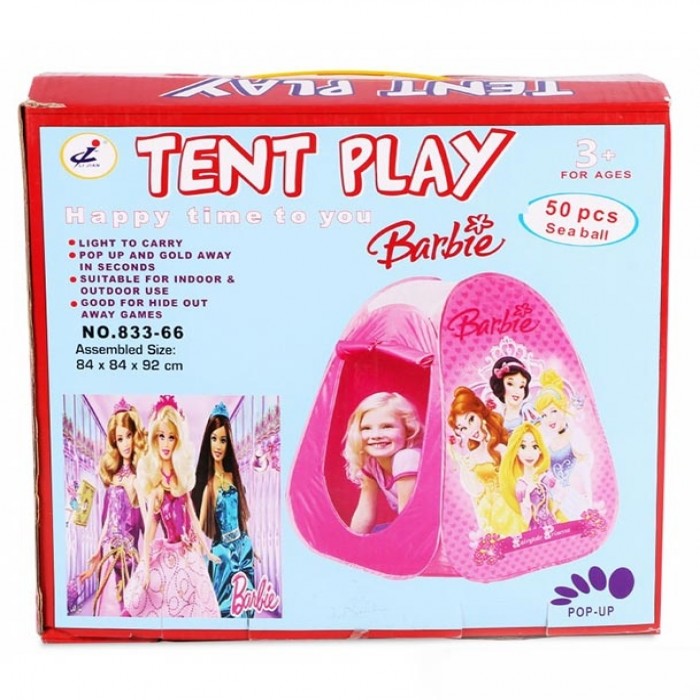 TENT PLAY
LI JIAN
TENT PLAY
3+
FOR AGES
Happy time to you
50 pcs
Sea ball
Barbie
• LIGHT TO CARRY
• POP UP AND GOLD AWAY
IN SECONDS
• SUITABLE FOR INDOOR &
OUTDOOR USE
• GOOD FOR HIDE OUT
AWAY GAMES
NO.833-66
Assembled Size:
84 x 84 x 92 cm
Barbie
Barbie
POP-UP